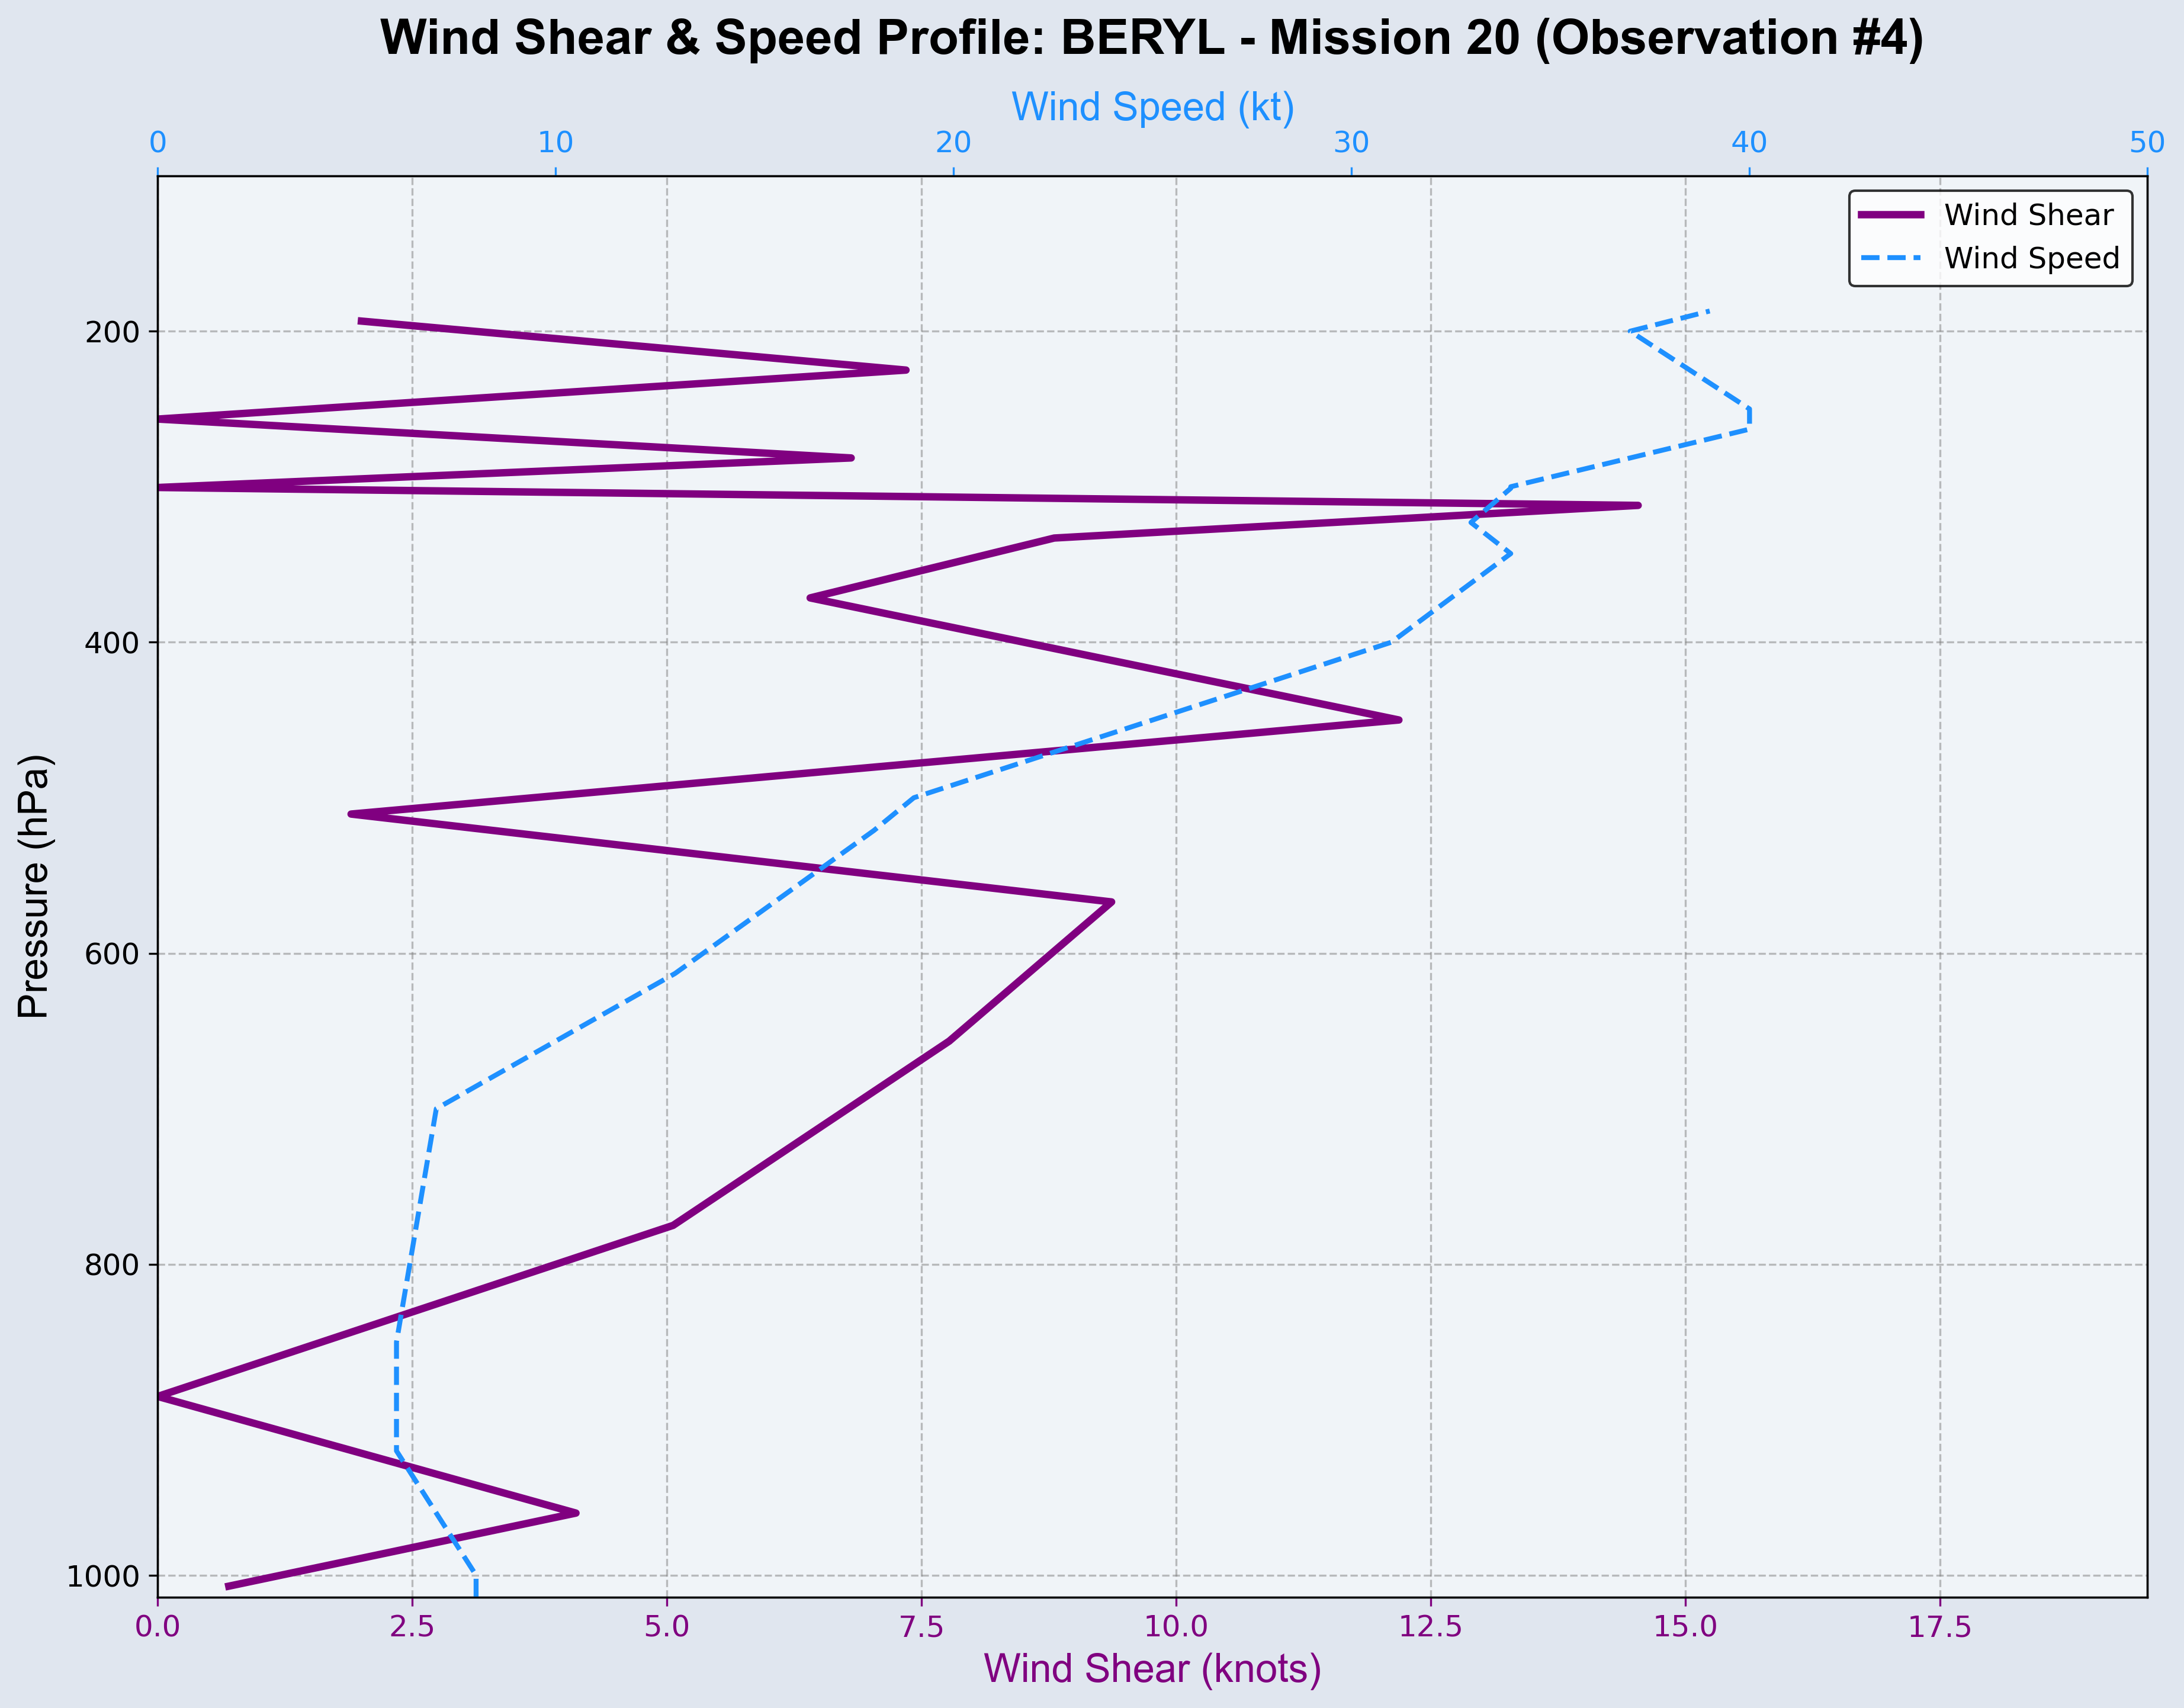 Wind Shear & Speed Profile: BERYL - Mission 20 (Observation #4)
Wind Speed (kt)
0 10 20 30 40 50
Wind Shear
Wind Speed
200
400
600
800
1000
Pressure (hPa)
0.0 2.5 5.0 7.5 10.0 12.5 15.0 17.5
Wind Shear (knots)